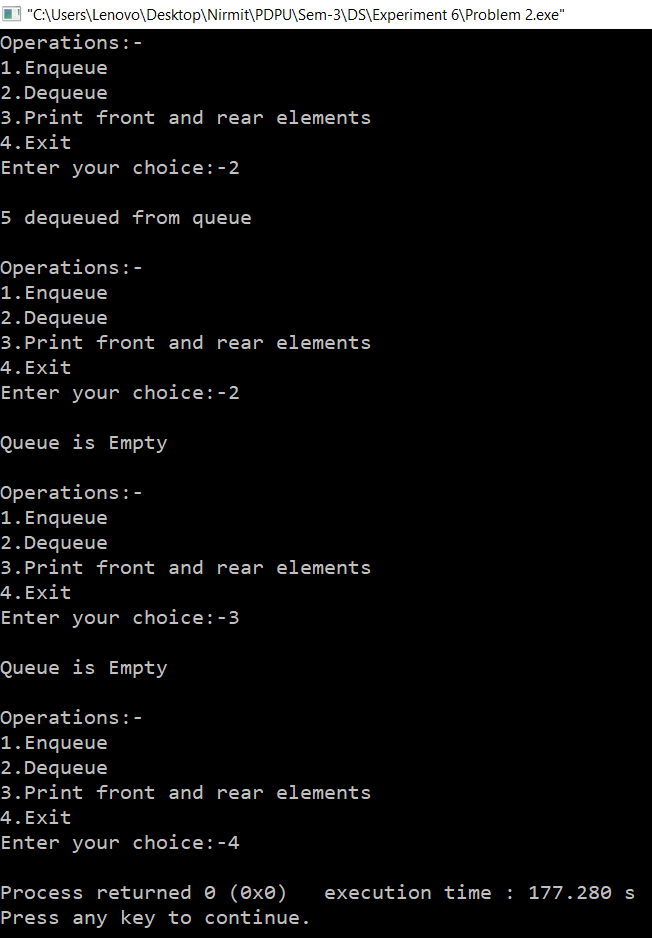 "C:\Users\Lenovo\Desktop\Nirmit\PDPU\Sem-3\DS\Experiment 6\Problem 2.exe"
Operations:-
1.Enqueue
2.Dequeue
3.Print front and rear elements
4.Exit
Enter your choice:-2

5 dequeued from queue

Operations:-
1.Enqueue
2.Dequeue
3.Print front and rear elements
4.Exit
Enter your choice:-2

Queue is Empty

Operations:-
1.Enqueue
2.Dequeue
3.Print front and rear elements
4.Exit
Enter your choice:-3

Queue is Empty

Operations:-
1.Enqueue
2.Dequeue
3.Print front and rear elements
4.Exit
Enter your choice:-4

Process returned 0 (0x0)   execution time : 177.280 s
Press any key to continue.